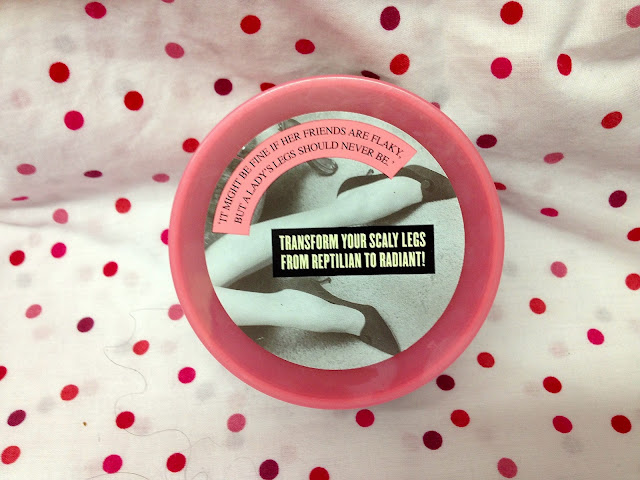 'IT MIGHT BE FINE IF HER FRIENDS ARE FLAKY,
BUT A LADY'S LEGS SHOULD NEVER BE.'
TRANSFORM YOUR SCALY LEGS
FROM REPTILIAN TO RADIANT!